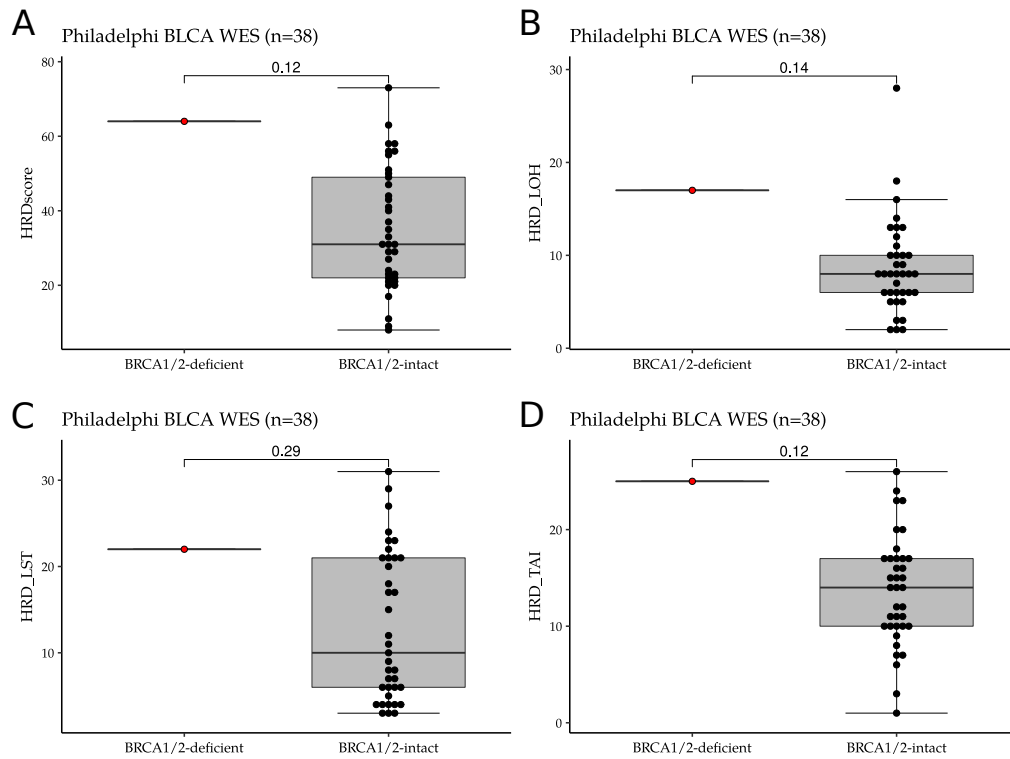 A
Philadelphi BLCA WES (n=38)
80
60
40
20
HRDscore
0.12
BRCA1/2-deficient
BRCA1/2-intact
B
Philadelphi BLCA WES (n=38)
30
20
10
0
HRD_LOH
0.14
BRCA1/2-deficient
BRCA1/2-intact
C
Philadelphi BLCA WES (n=38)
30
20
10
HRD_LST
0.29
BRCA1/2-deficient
BRCA1/2-intact
D
Philadelphi BLCA WES (n=38)
20
10
0
HRD_TAI
0.12
BRCA1/2-deficient
BRCA1/2-intact